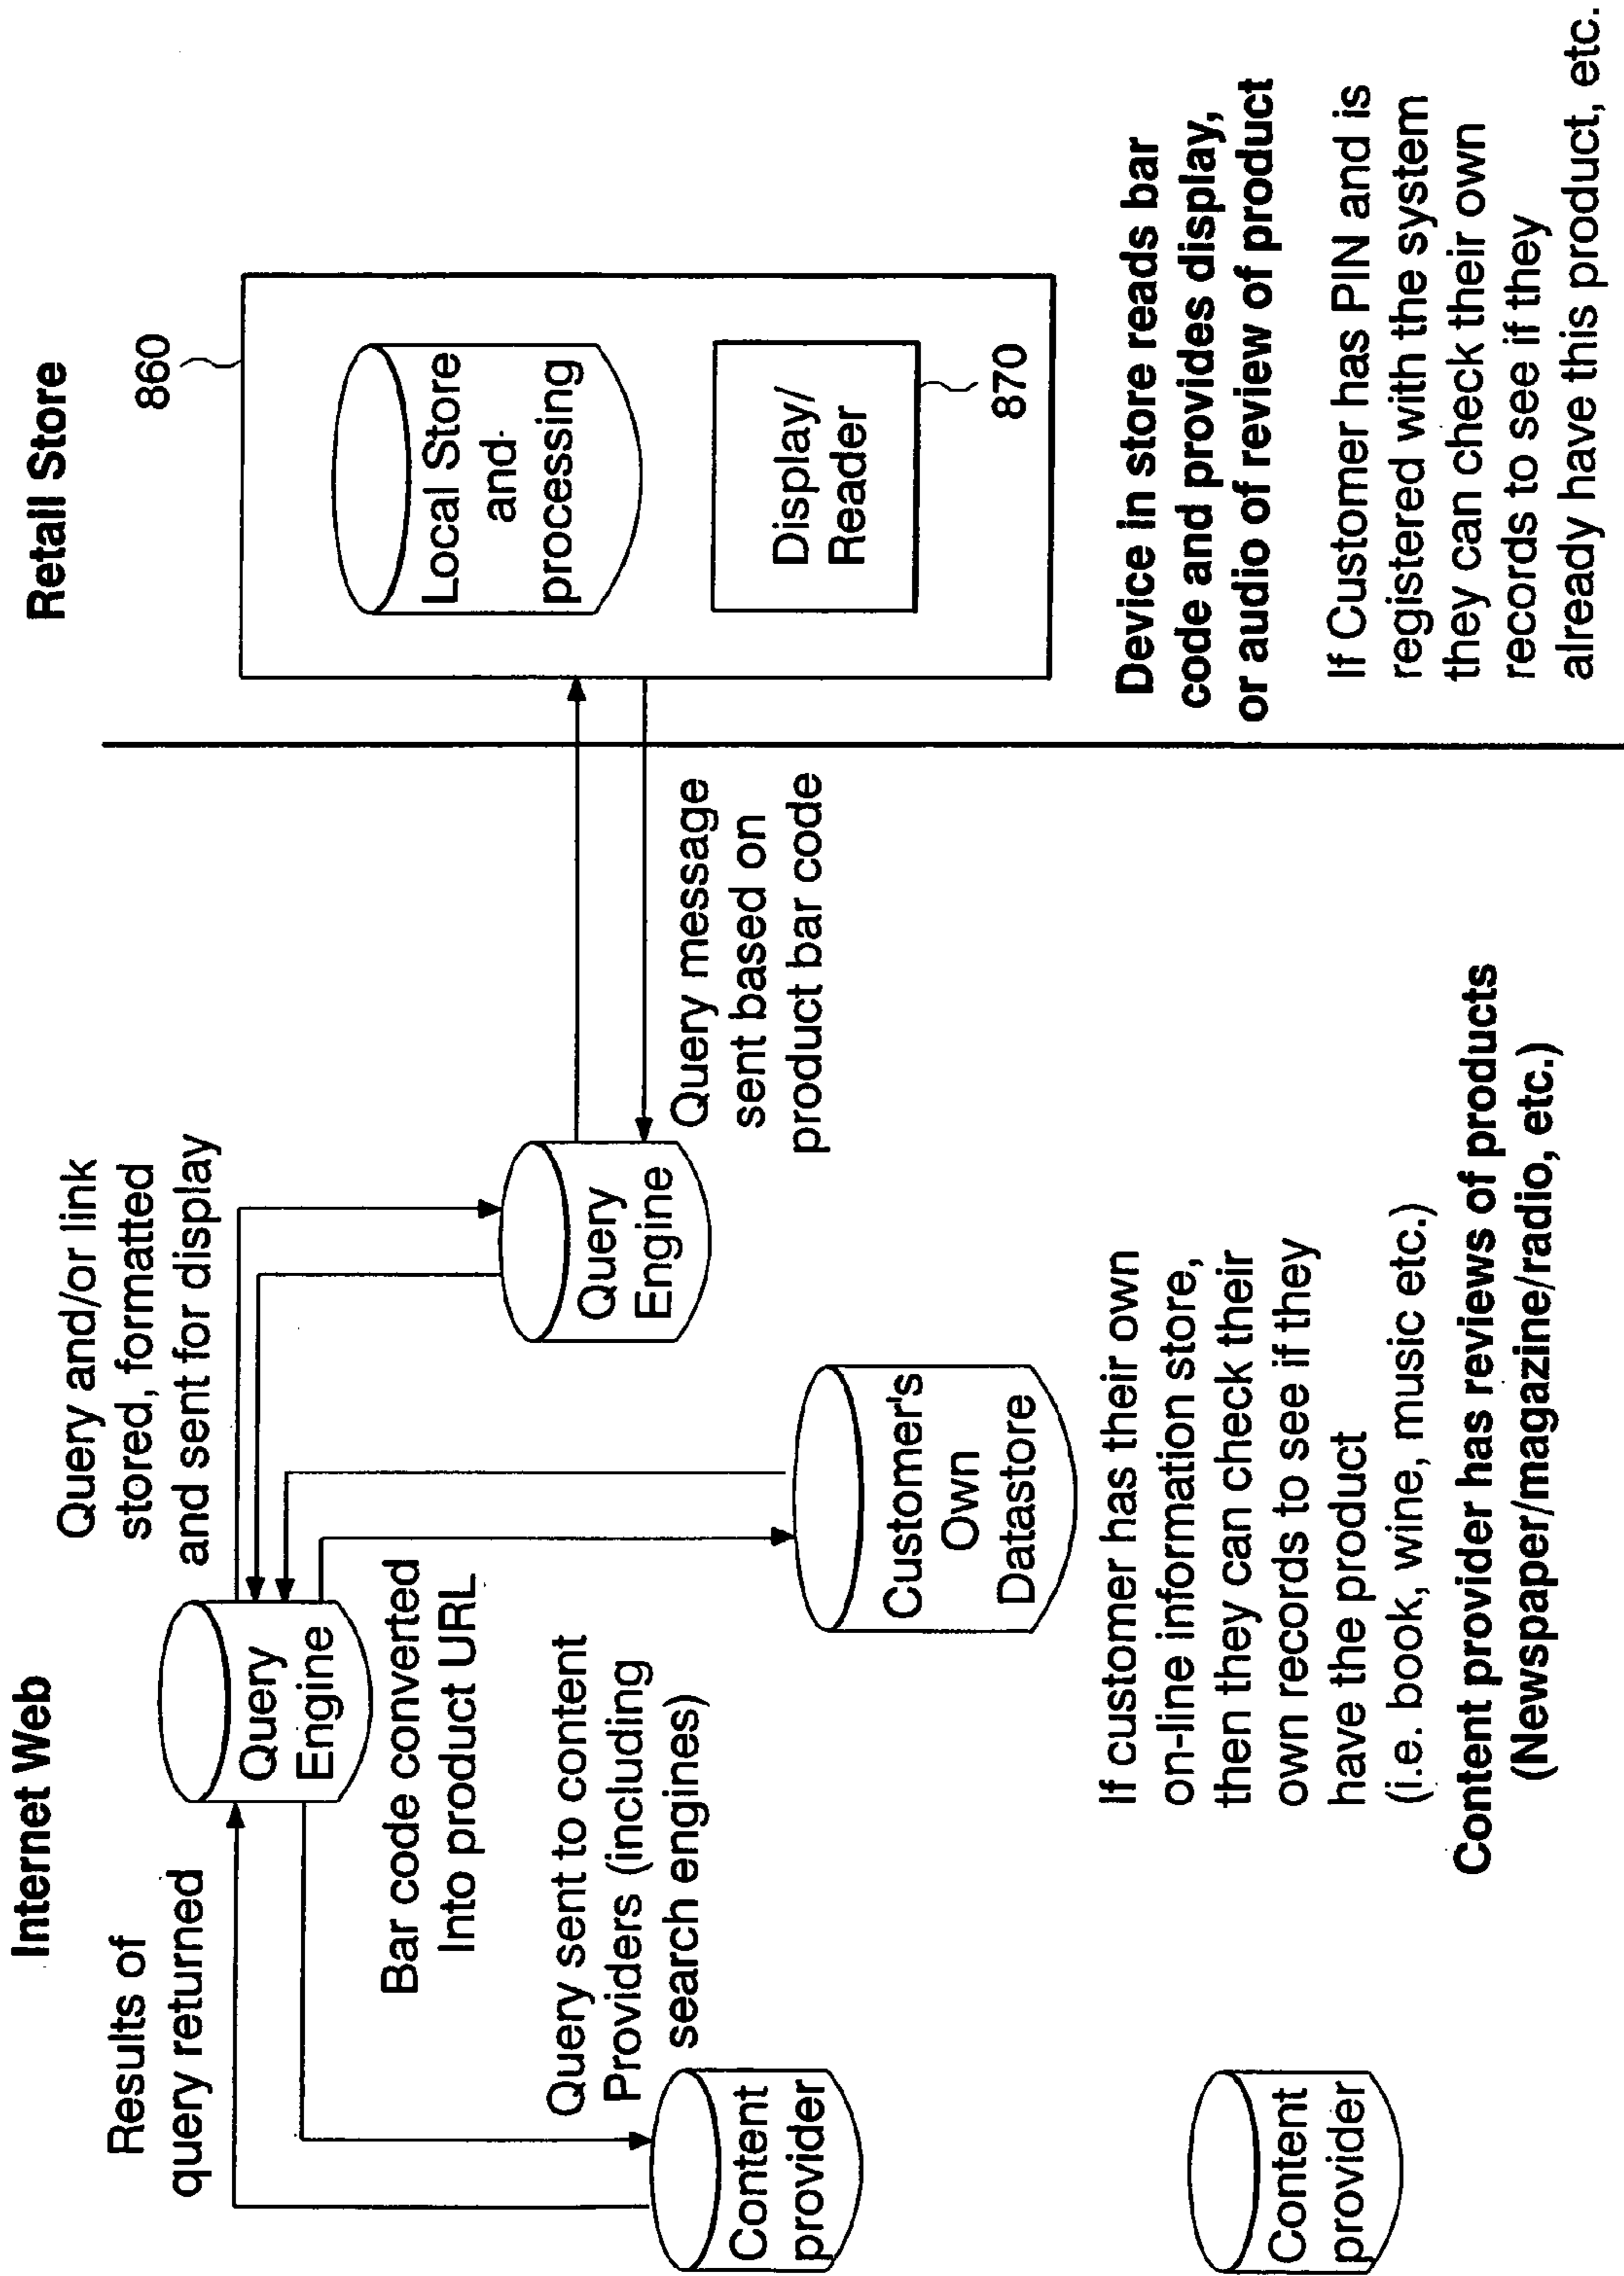 Internet Web
Retail Store
Results of
query returned
Query
Engine
Query and/or link
stored, formatted
and sent for display
Bar code converted
Into product URL
Query sent to content
Providers (including
search engines)
Content
provider
Customer's
Own
Datastore
Query
Engine
Query message
sent based on
product bar code
860
Local Store
and
processing
Display/
Reader
870
Device in store reads bar
code and provides display,
or audio of review of product
If Customer has PIN and is
registered with the system
they can check their own
records to see if they
already have this product, etc.
If customer has their own
on-line information store,
then they can check their
own records to see if they
have the product
(i.e. book, wine, music etc.)
Content provider has reviews of products
(Newspaper/magazine/radio, etc.)
Content
provider